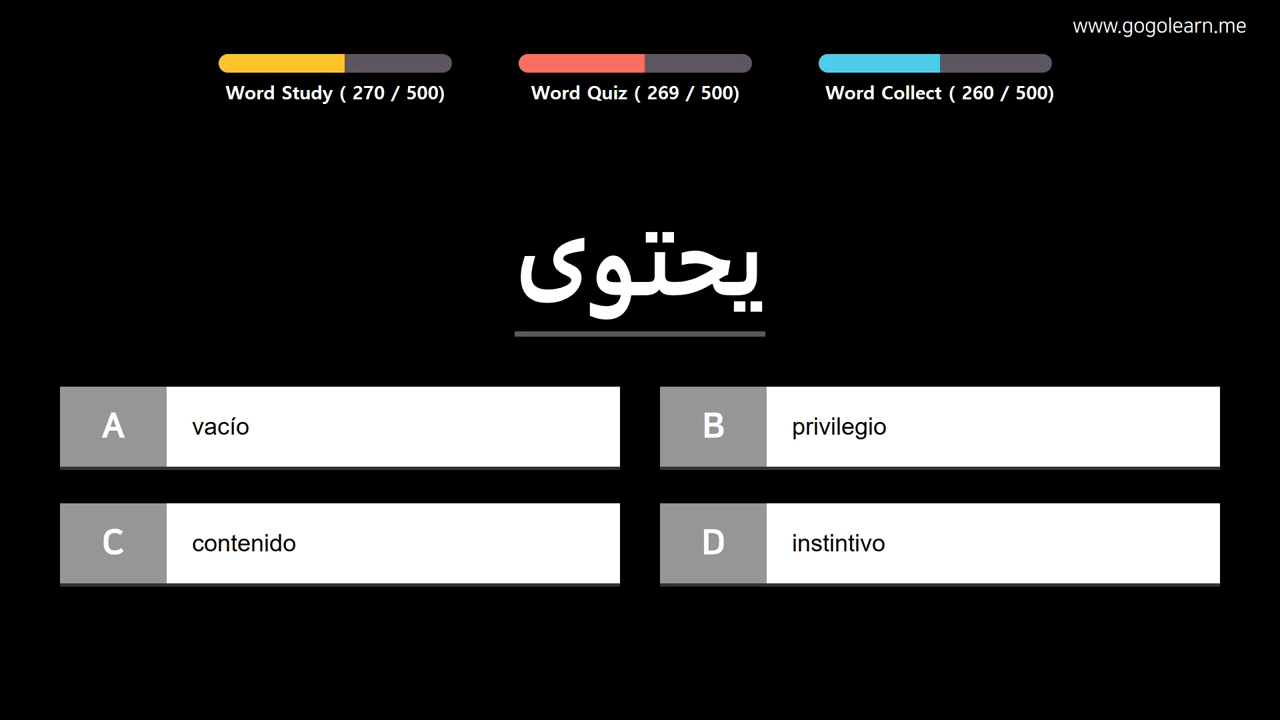 www.gogolearn.me
Word Study ( 270 / 500)
Word Quiz ( 269 / 500)
Word Collect ( 260 / 500)
يحتوى
A vacío
B privilegio
C contenido
D instintivo